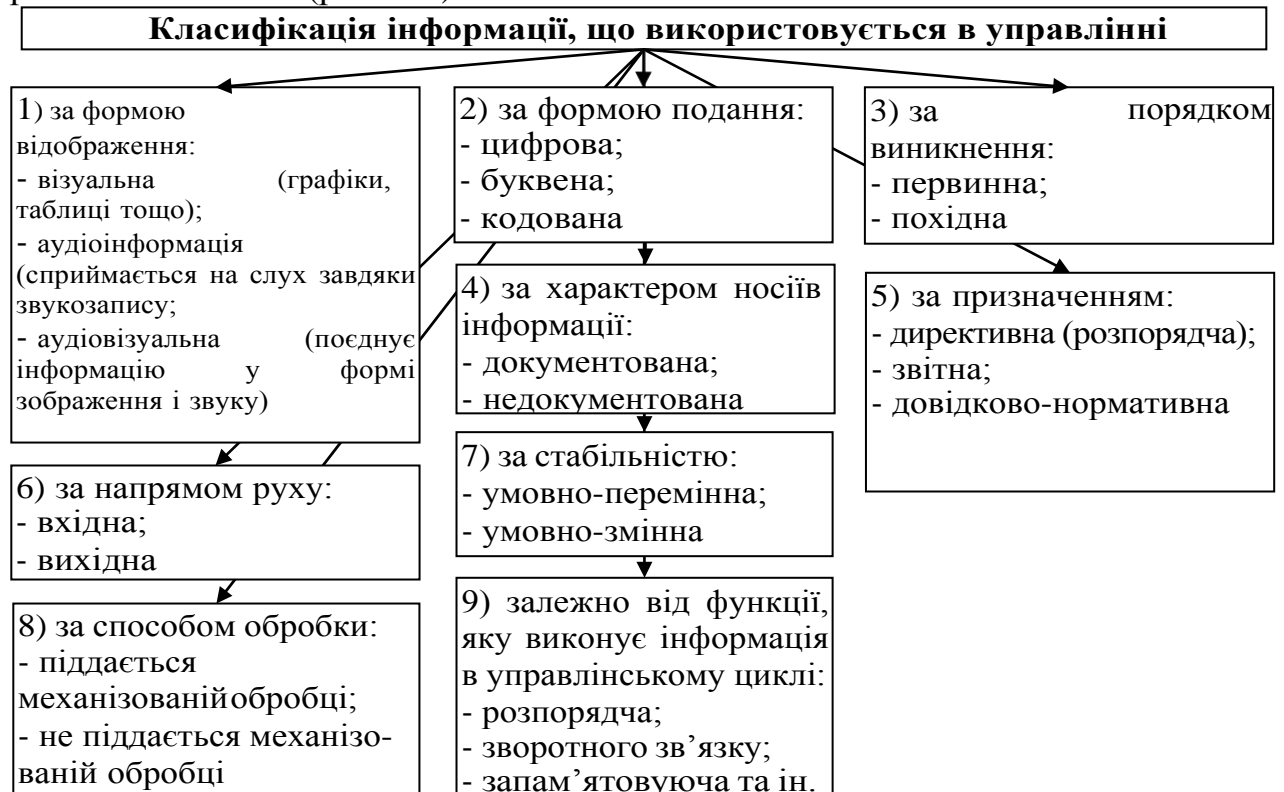 Класифікація інформації, що використовується в управлінні
1) за формою
відображення:
- візуальна (графіки,
таблиці тощо);
- аудіоінформація
(сприймається на слух завдяки
звукозапису;
- аудіовізуальна (поєднує
інформацію у формі
зображення і звуку)
2) за формою подання:
- цифрова;
- буквена;
- кодована
3) за порядком
виникнення:
- первинна;
- похідна
4) за характером носіїв
інформації:
- документована;
- недокументована
5) за призначенням:
- директивна (розпорядча);
- звітна;
- довідково-нормативна
6) за напрямом руху:
- вхідна;
- вихідна
7) за стабільністю:
- умовно-перемінна;
- умовно-змінна
8) за способом обробки:
- піддається
механізованій обробці;
- не піддається механізо-
ваній обробці
9) залежно від функції,
яку виконує інформація
в управлінському циклі:
- розпорядча;
- зворотного зв’язку;
- запам’ятовуюча та ін.